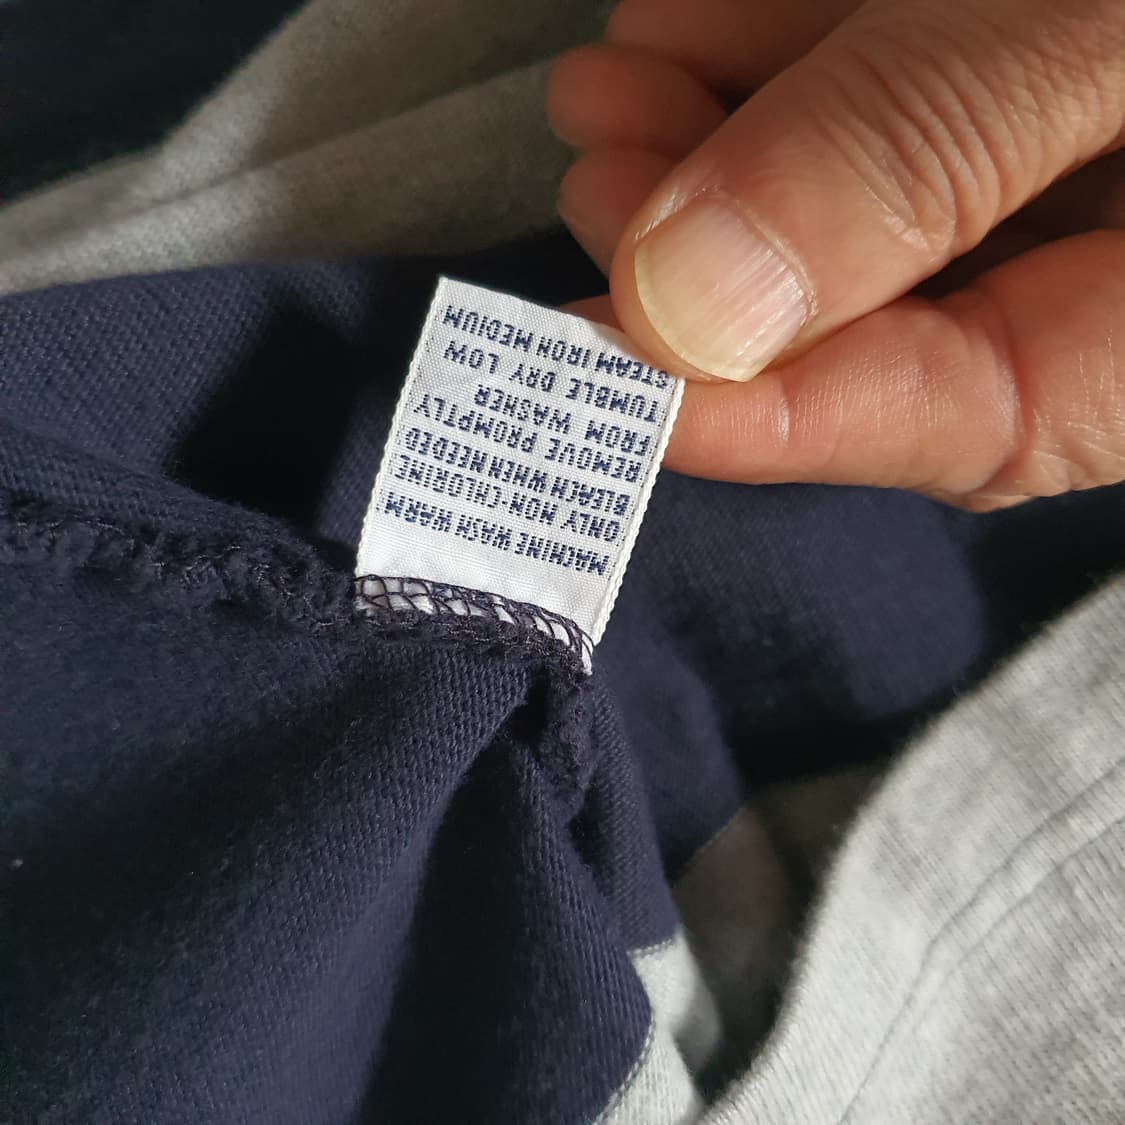 MACHINE WASH WARM
ONLY NON-CHLORINE
BLEACH WHEN NEEDED
REMOVE PROMPTLY
FROM WASHER
TUMBLE DRY LOW
STEAM IRON MEDIUM